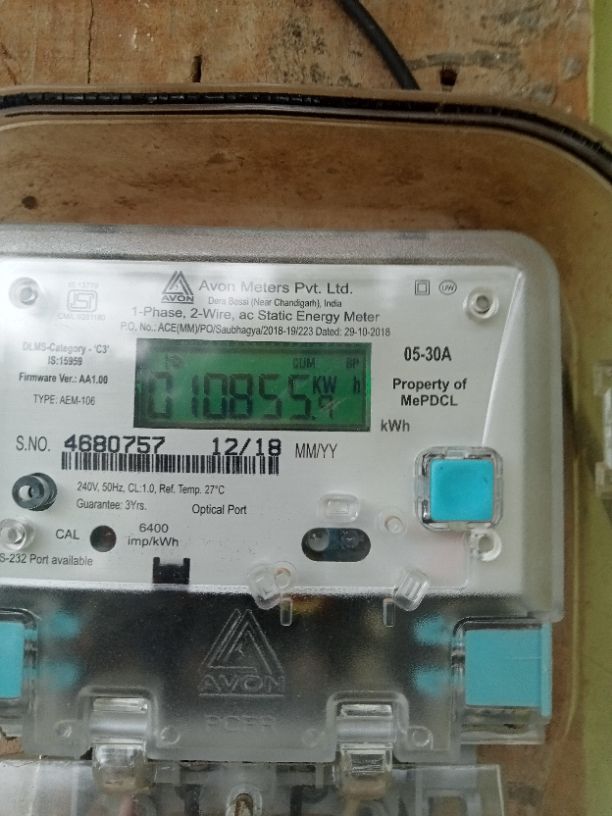 AVON
Avon Meters Pvt. Ltd.
Dera Bassi (Near Chandigarh), India
1-Phase, 2-Wire, ac Static Energy Meter
P.O. No.: ACE(MM)/PO/Saubhagya/2018-19/223 Dated: 29-10-2018
UW
DLMS-Category - 'C3'
IS:15959
Firmware Ver.: AA1.00
TYPE: AEM-106
CUM
KW h
010855.
05-30A
Property of
MePDCL
kWh
S.NO. 4680757 12/18 MM/YY
240V, 50Hz, CL:1.0, Ref. Temp. 27°C
Guarantee: 3Yrs.
Optical Port
CAL
6400
imp/kWh
S-232 Port available
AVON